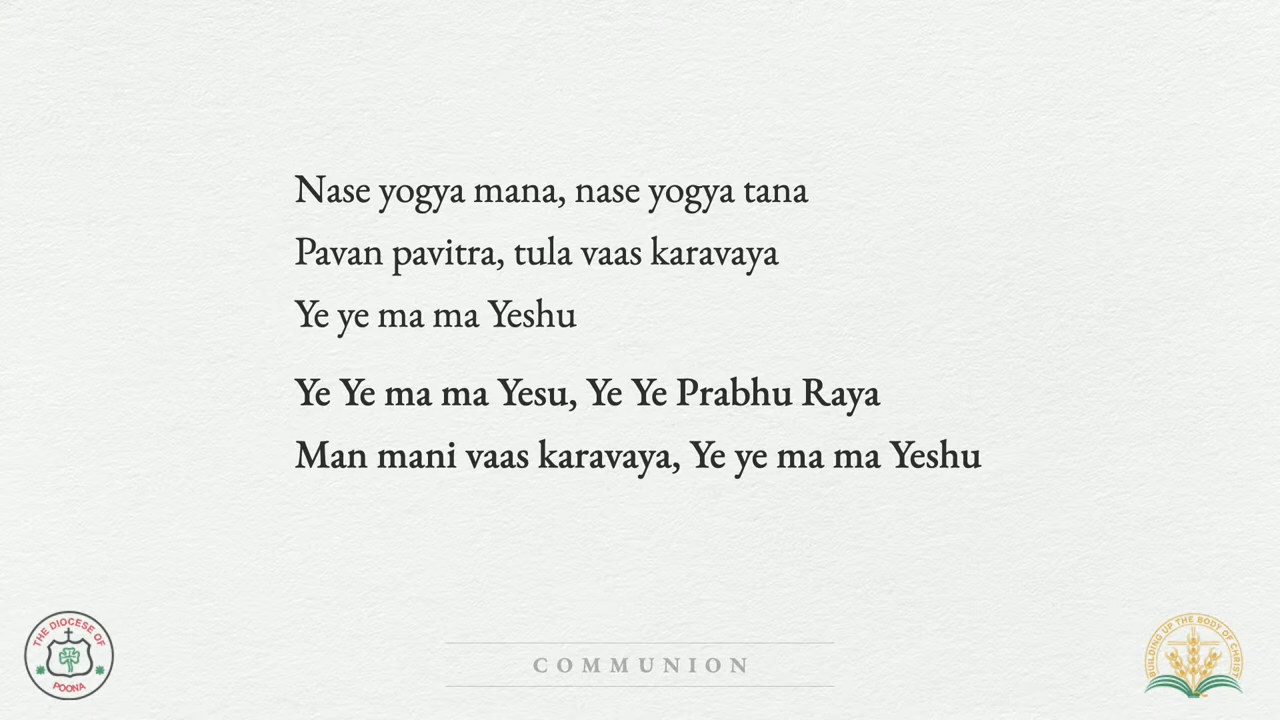 Nase yogya mana, nase yogya tana
Pavan pavitra, tula vaas karavaya
Ye ye ma ma Yeshu
Ye Ye ma ma Yesu, Ye Ye Prabhu Raya
Man mani vaas karavaya, Ye ye ma ma Yeshu
THE DIOCESE OF
POONA
COMMUNION
BUILDING UP THE BODY OF CHRIST